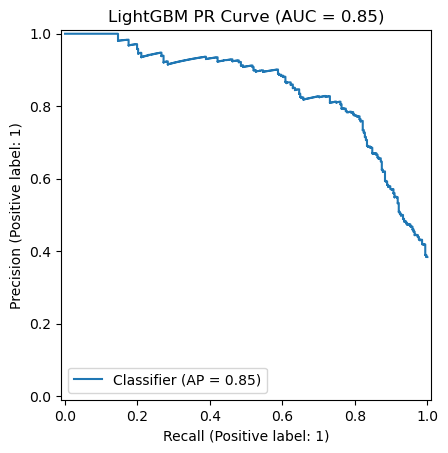 LightGBM PR Curve (AUC = 0.85)
1.0
0.8
0.6
0.4
0.2
0.0
Precision (Positive label: 1)
Classifier (AP = 0.85)
0.0 0.2 0.4 0.6 0.8 1.0
Recall (Positive label: 1)